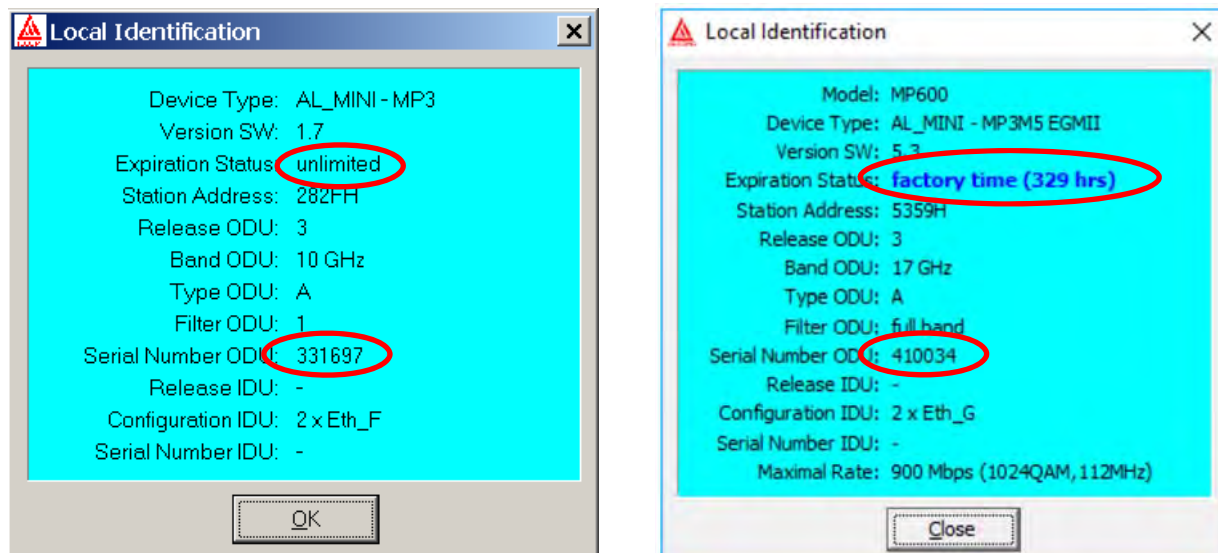 Local Identification
Device Type: AL_MINI - MP3
Version SW: 1.7
Expiration Status: unlimited
Station Address: 282FH
Release ODU: 3
Band ODU: 10 GHz
Type ODU: A
Filter ODU: 1
Serial Number ODU: 331697
Release IDU: -
Configuration IDU: 2 x Eth_F
Serial Number IDU: -
OK
Local Identification
Model: MP600
Device Type: AL_MINI - MP3M5 EGMII
Version SW: 5.3
Expiration Status: factory time (329 hrs)
Station Address: 5359H
Release ODU: 3
Band ODU: 17 GHz
Type ODU: A
Filter ODU: full band
Serial Number ODU: 410034
Release IDU: -
Configuration IDU: 2 x Eth_G
Serial Number IDU: -
Maximal Rate: 900 Mbps (1024QAM,112MHz)
Close